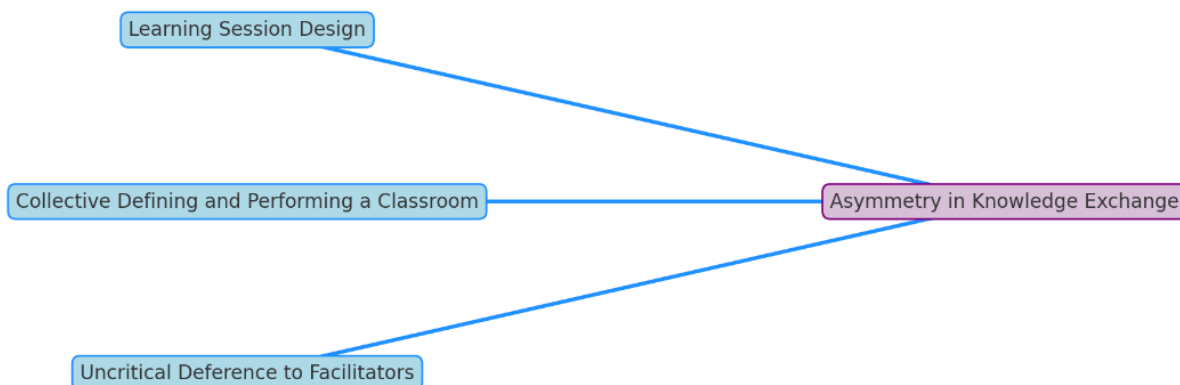 Learning Session Design
Collective Defining and Performing a Classroom
Asymmetry in Knowledge Exchange
Uncritical Deference to Facilitators